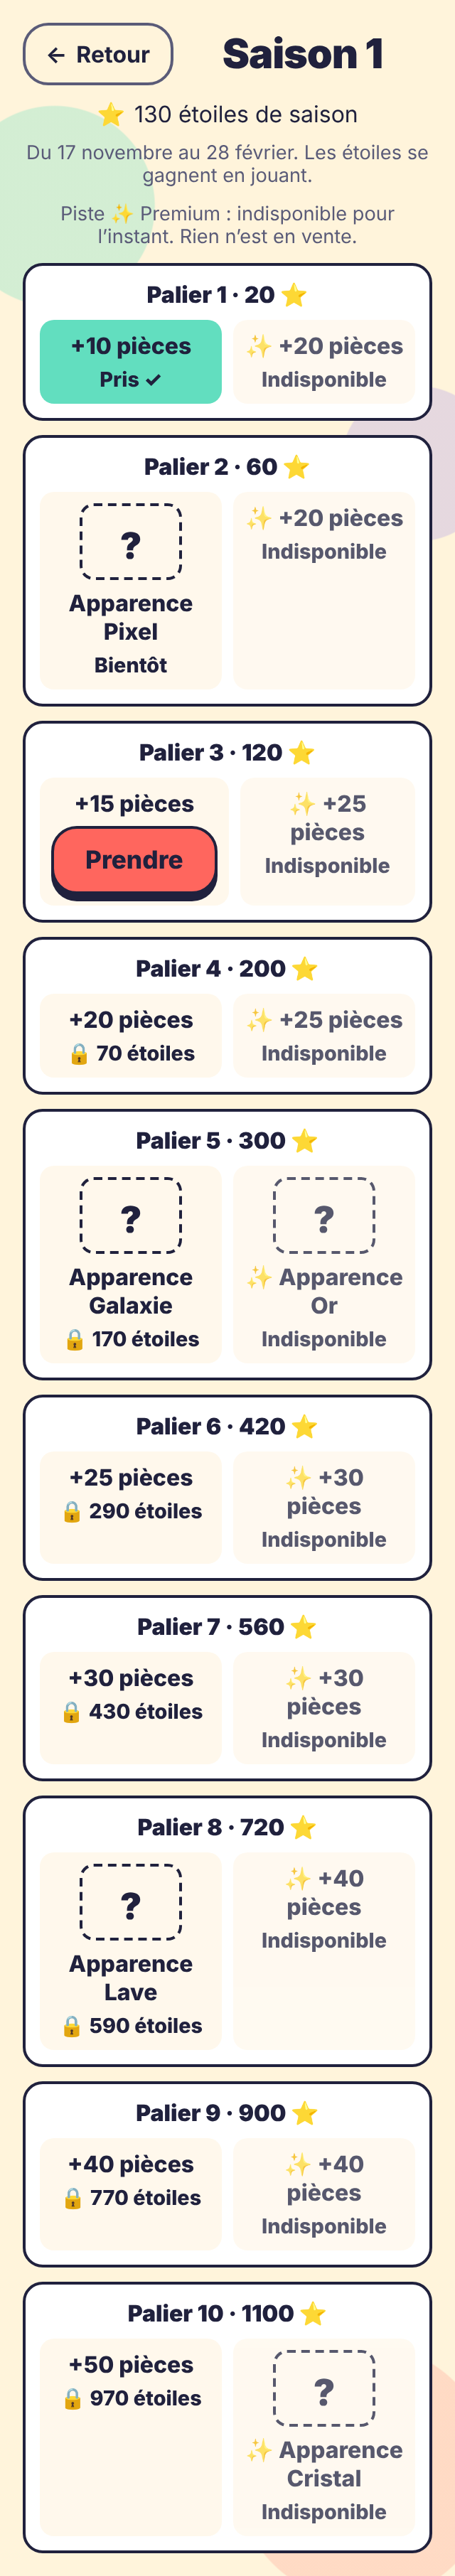 ← Retour
Saison 1
⭐ 130 étoiles de saison
Du 17 novembre au 28 février. Les étoiles se
gagnent en jouant.
Piste ✨ Premium : indisponible pour
l’instant. Rien n’est en vente.
Palier 1 · 20 ⭐
+10 pièces
Pris ✓
✨ +20 pièces
Indisponible
Palier 2 · 60 ⭐
?
Apparence
Pixel
Bientôt
✨ +20 pièces
Indisponible
Palier 3 · 120 ⭐
+15 pièces
Prendre
✨ +25
pièces
Indisponible
Palier 4 · 200 ⭐
+20 pièces
🔒 70 étoiles
✨ +25 pièces
Indisponible
Palier 5 · 300 ⭐
?
Apparence
Galaxie
🔒 170 étoiles
?
✨ Apparence
Or
Indisponible
Palier 6 · 420 ⭐
+25 pièces
🔒 290 étoiles
✨ +30
pièces
Indisponible
Palier 7 · 560 ⭐
+30 pièces
🔒 430 étoiles
✨ +30
pièces
Indisponible
Palier 8 · 720 ⭐
?
Apparence
Lave
🔒 590 étoiles
✨ +40
pièces
Indisponible
Palier 9 · 900 ⭐
+40 pièces
🔒 770 étoiles
✨ +40
pièces
Indisponible
Palier 10 · 1100 ⭐
+50 pièces
🔒 970 étoiles
?
✨ Apparence
Cristal
Indisponible